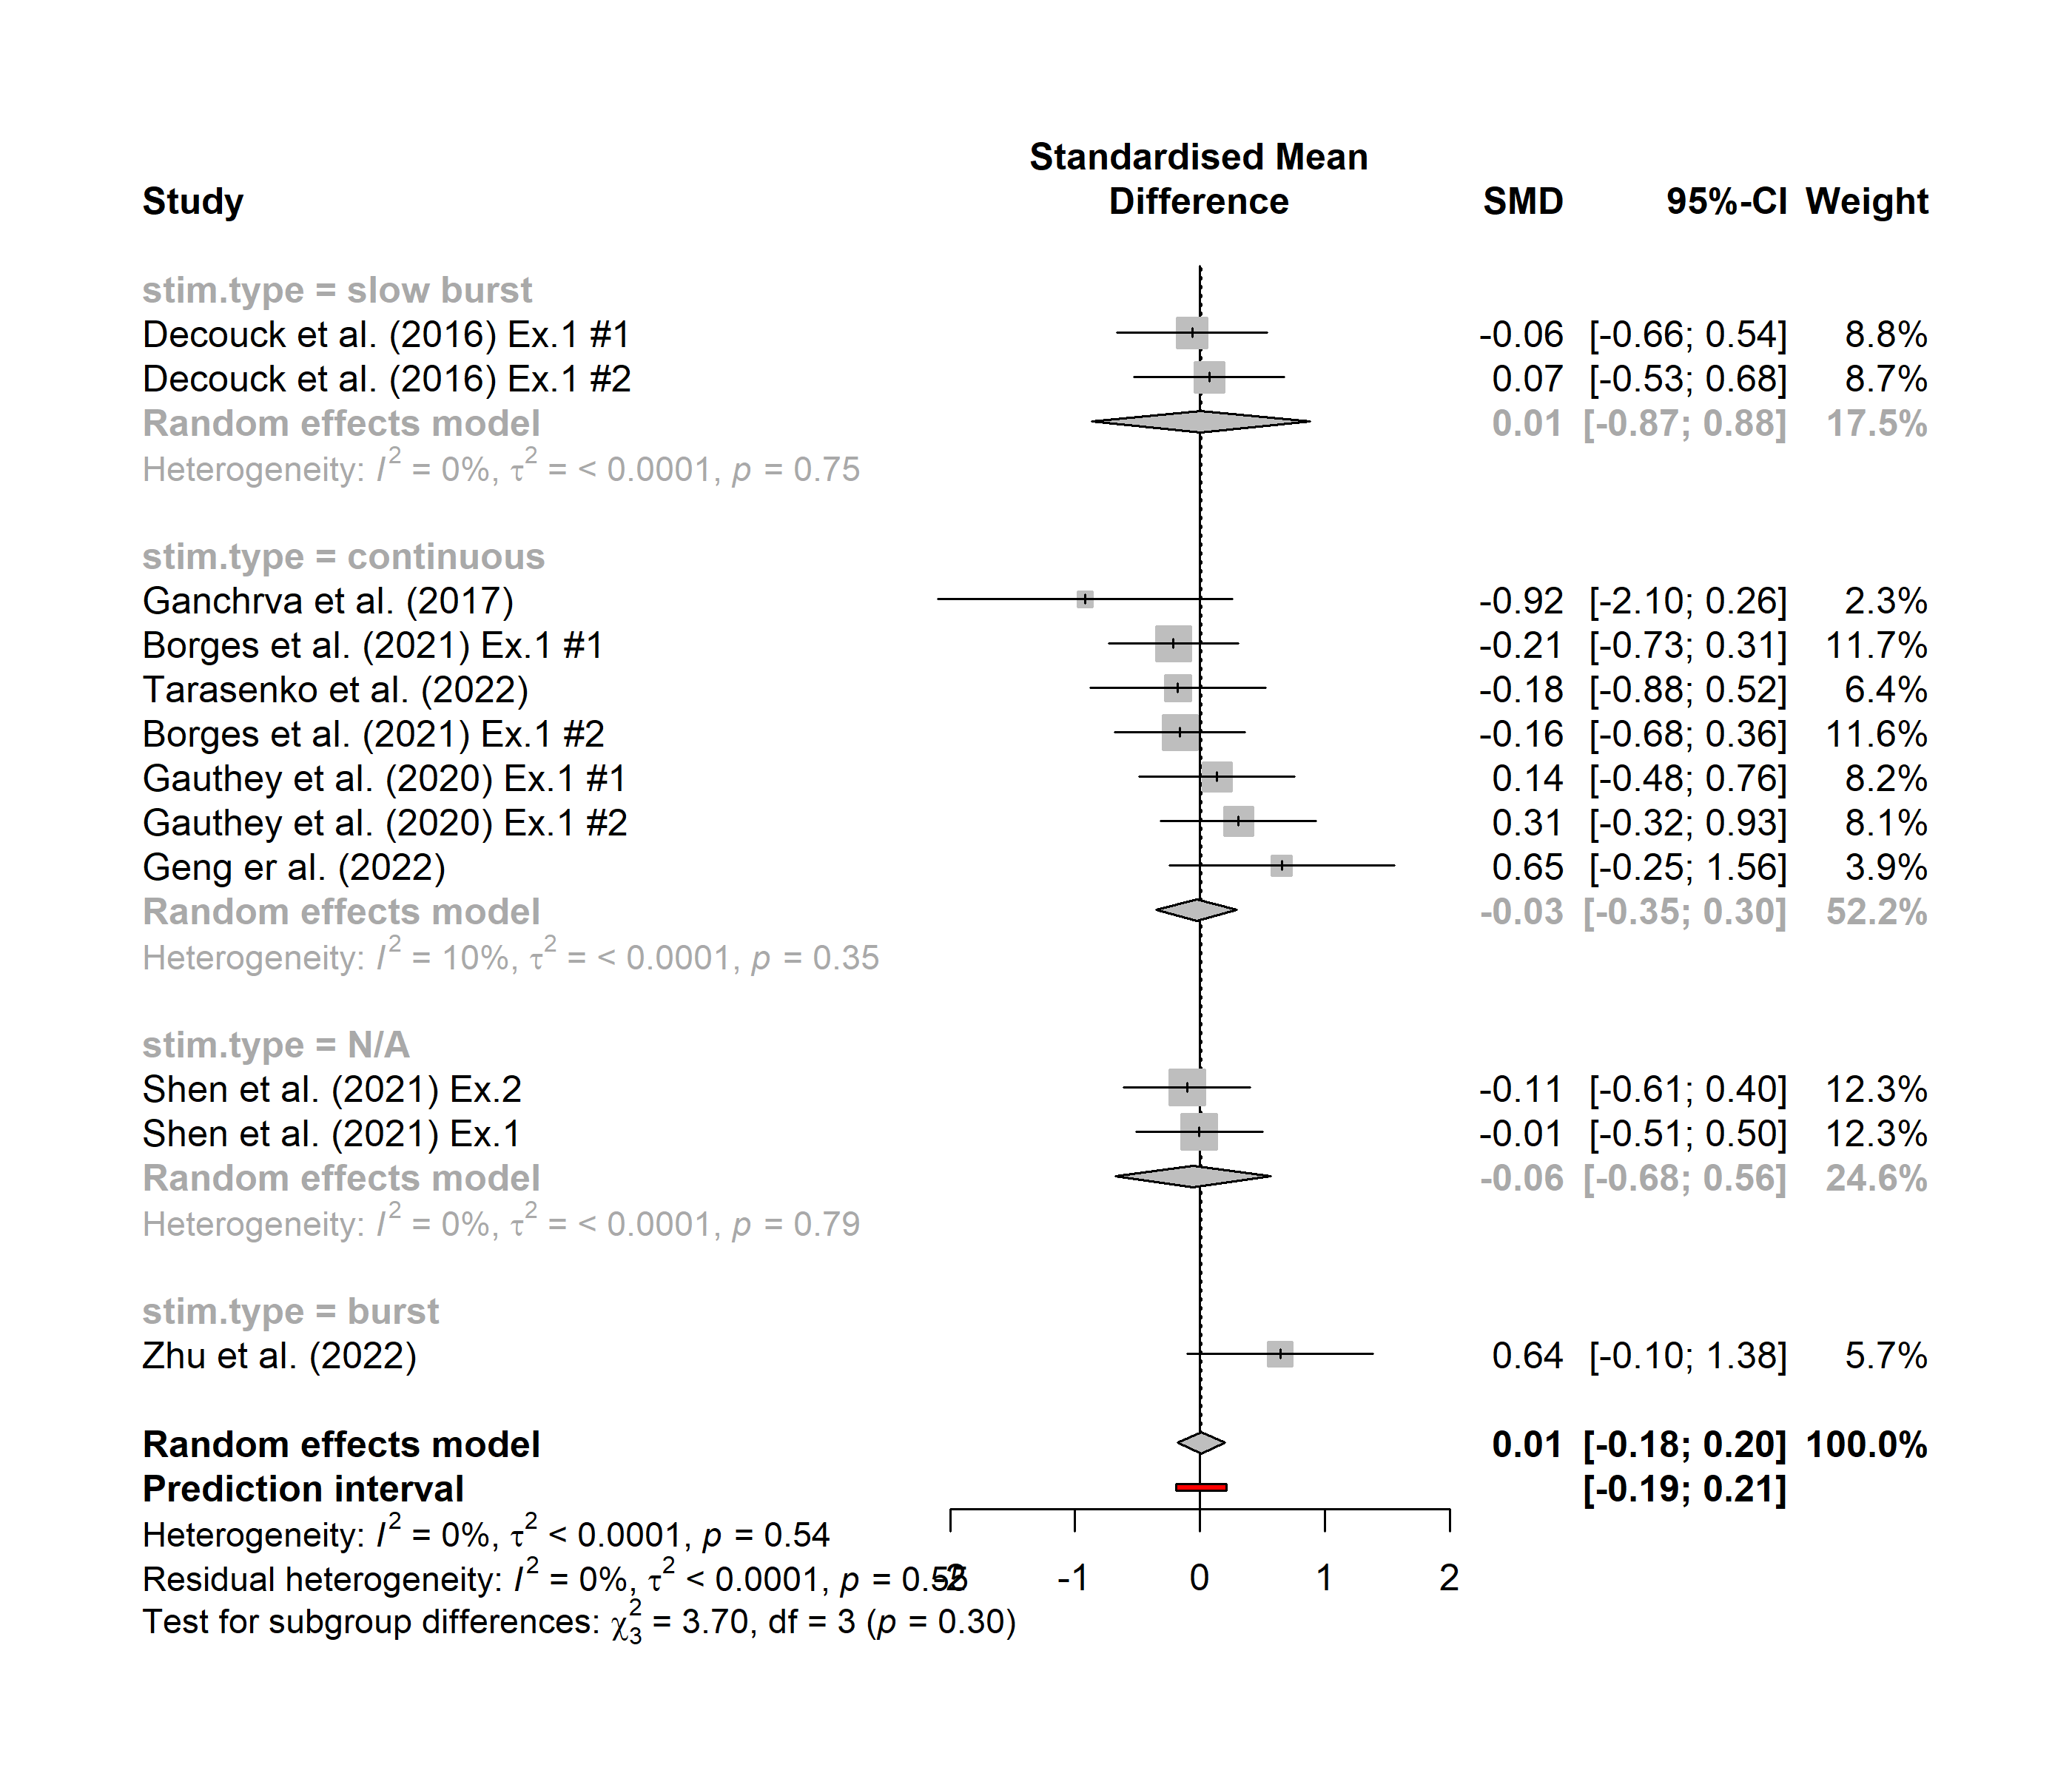 Standardised Mean
Study Difference SMD 95%-CI Weight
stim.type = slow burst
Decouck et al. (2016) Ex.1 #1 -0.06 [-0.66; 0.54] 8.8%
Decouck et al. (2016) Ex.1 #2 0.07 [-0.53; 0.68] 8.7%
Random effects model 0.01 [-0.87; 0.88] 17.5%
Heterogeneity: I² = 0%, τ² = < 0.0001, p = 0.75
stim.type = continuous
Ganchrva et al. (2017) -0.92 [-2.10; 0.26] 2.3%
Borges et al. (2021) Ex.1 #1 -0.21 [-0.73; 0.31] 11.7%
Tarasenko et al. (2022) -0.18 [-0.88; 0.52] 6.4%
Borges et al. (2021) Ex.1 #2 -0.16 [-0.68; 0.36] 11.6%
Gauthey et al. (2020) Ex.1 #1 0.14 [-0.48; 0.76] 8.2%
Gauthey et al. (2020) Ex.1 #2 0.31 [-0.32; 0.93] 8.1%
Geng er al. (2022) 0.65 [-0.25; 1.56] 3.9%
Random effects model -0.03 [-0.35; 0.30] 52.2%
Heterogeneity: I² = 10%, τ² = < 0.0001, p = 0.35
stim.type = N/A
Shen et al. (2021) Ex.2 -0.11 [-0.61; 0.40] 12.3%
Shen et al. (2021) Ex.1 -0.01 [-0.51; 0.50] 12.3%
Random effects model -0.06 [-0.68; 0.56] 24.6%
Heterogeneity: I² = 0%, τ² = < 0.0001, p = 0.79
stim.type = burst
Zhu et al. (2022) 0.64 [-0.10; 1.38] 5.7%
Random effects model 0.01 [-0.18; 0.20] 100.0%
Prediction interval [-0.19; 0.21]
Heterogeneity: I² = 0%, τ² < 0.0001, p = 0.54
Residual heterogeneity: I² = 0%, τ² < 0.0001, p = -2 -1 0 1 2
Test for subgroup differences: χ²₃ = 3.70, df = 3 (p = 0.30)